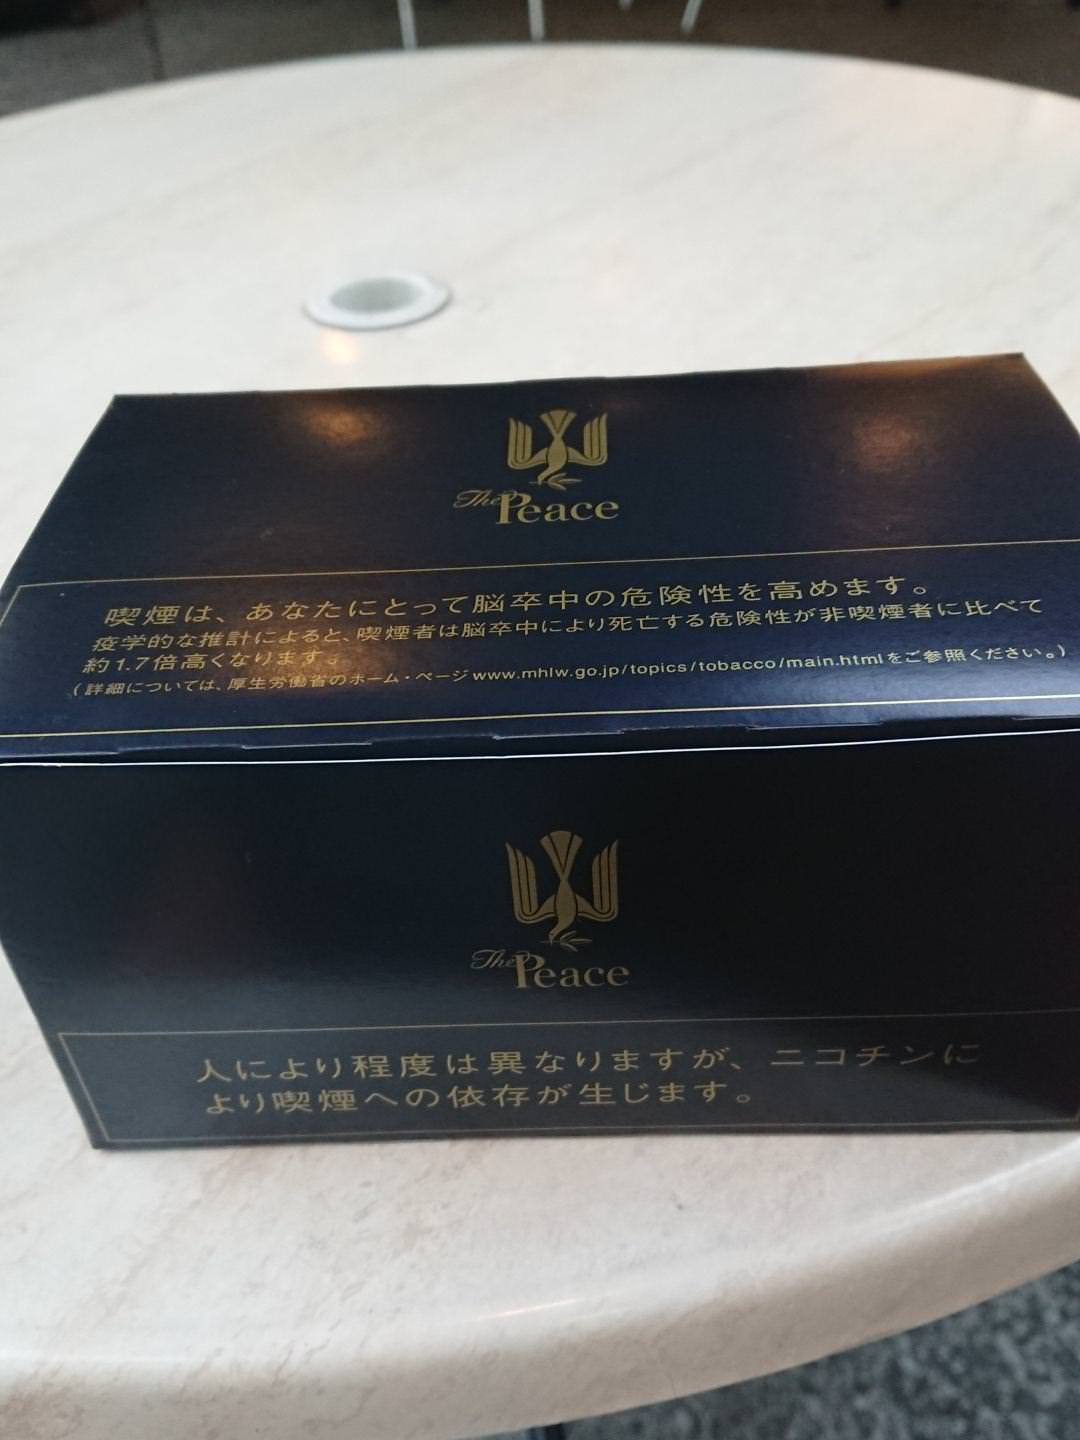 The Peace
喫煙は、あなたにとって脳卒中の危険性を高めます。
疫学的な推計によると、喫煙者は脳卒中により死亡する危険性が非喫煙者に比べて
約1.7倍高くなります。
(詳細については、厚生労働省のホーム・ページwww.mhlw.go.jp/topics/tobacco/main.htmlをご参照ください。)
The Peace
人により程度は異なりますが、ニコチンに
より喫煙への依存が生じます。